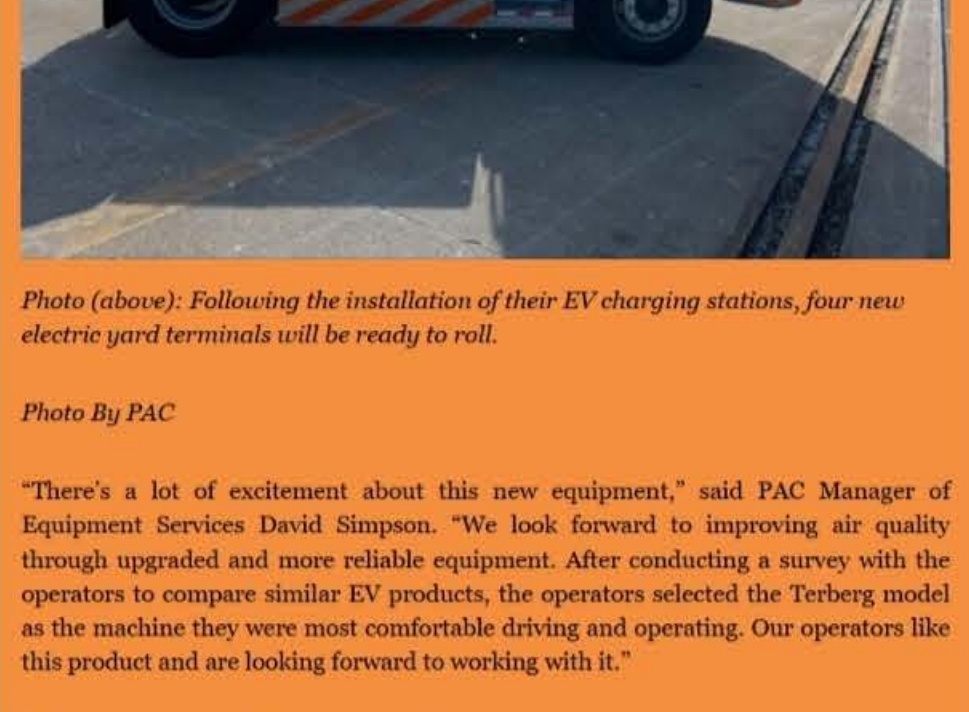 Photo (above): Following the installation of their EV charging stations, four new
electric yard terminals will be ready to roll.
Photo By PAC
“There’s a lot of excitement about this new equipment,” said PAC Manager of
Equipment Services David Simpson. “We look forward to improving air quality
through upgraded and more reliable equipment. After conducting a survey with the
operators to compare similar EV products, the operators selected the Terberg model
as the machine they were most comfortable driving and operating. Our operators like
this product and are looking forward to working with it.”